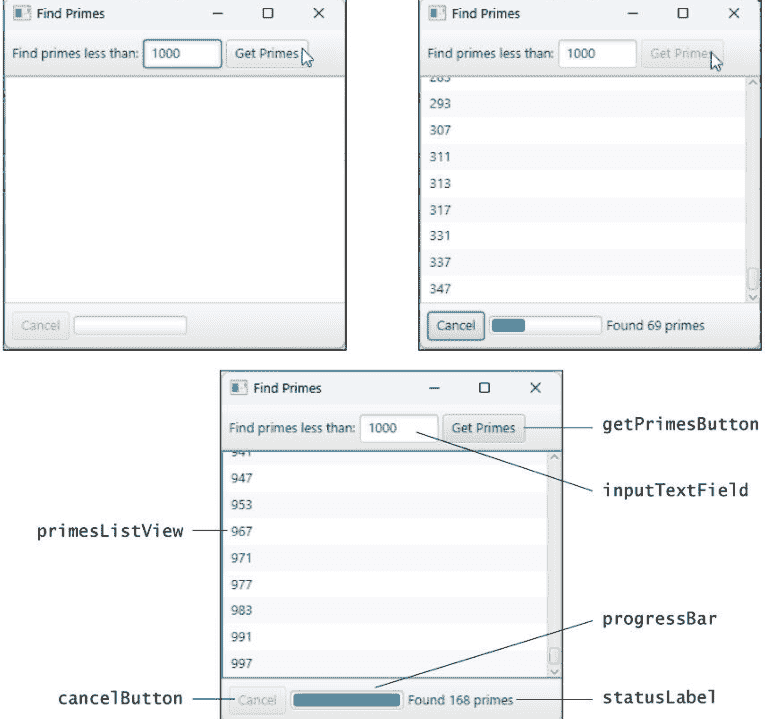 Find Primes
Find primes less than: 1000 Get Primes
Cancel
Find Primes
Find primes less than: 1000 Get Primes
283
293
307
311
313
317
331
337
347
Cancel Found 69 primes
Find Primes
Find primes less than: 1000 Get Primes
941
947
953
967
971
977
983
991
997
Cancel Found 168 primes
getPrimesButton
inputTextField
primesListView
progressBar
cancelButton
statusLabel